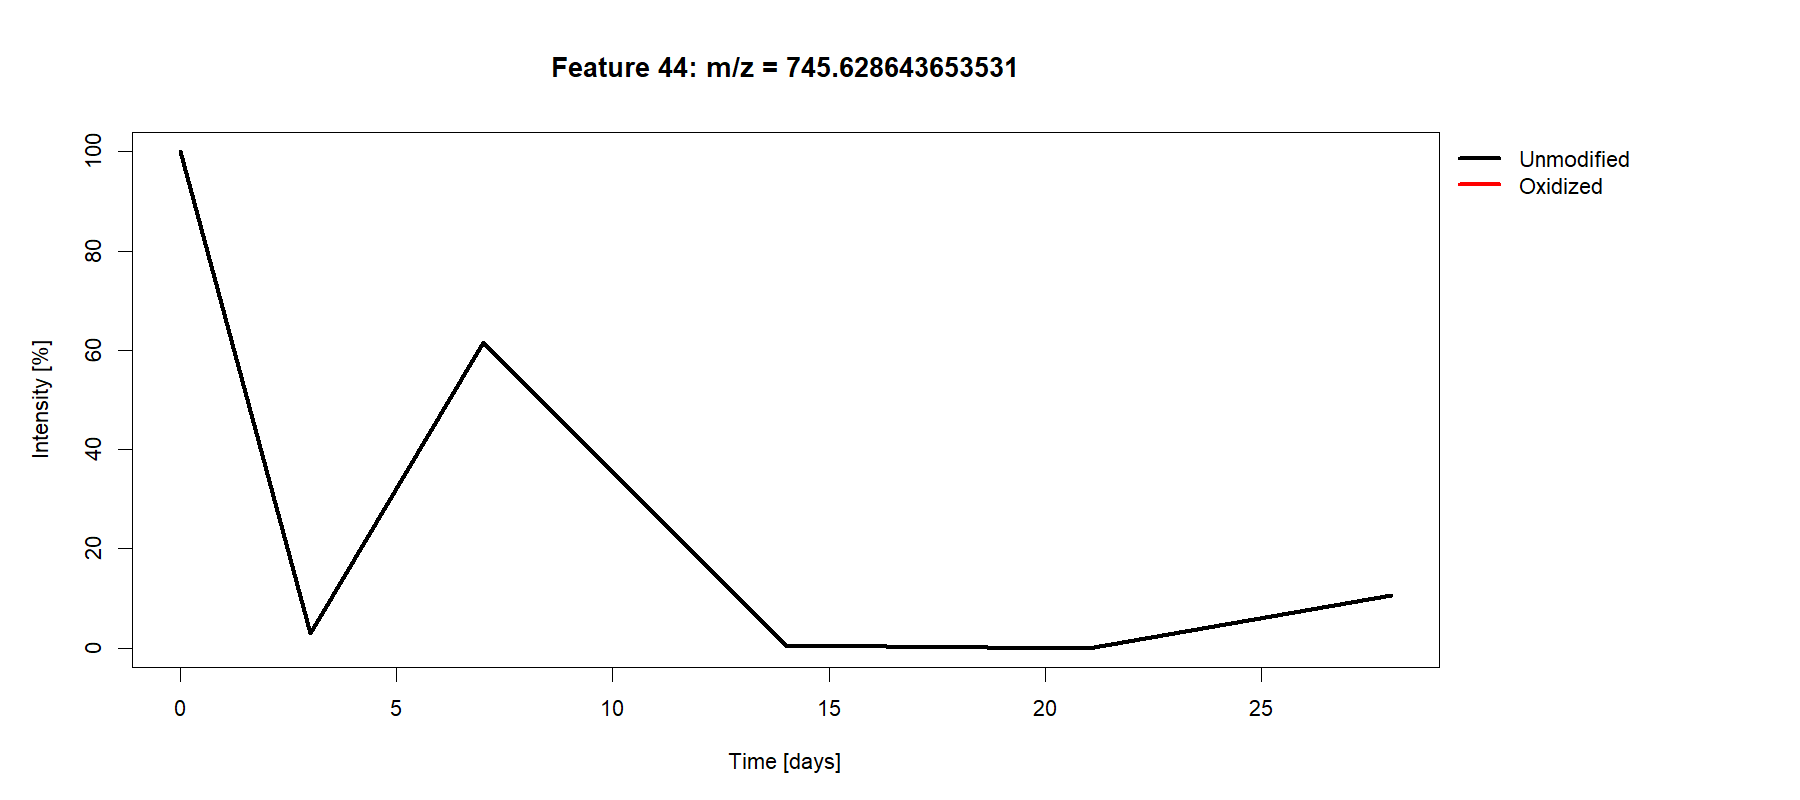 Feature 44: m/z = 745.628643653531
Unmodified
Oxidized
Intensity [%]
100
80
60
40
20
0
0 5 10 15 20 25
Time [days]